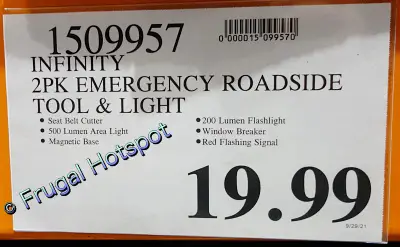 1509957
0 000015 099570
INFINITY
2PK EMERGENCY ROADSIDE
TOOL & LIGHT
• Seat Belt Cutter
• 500 Lumen Area Light
• Magnetic Base
• 200 Lumen Flashlight
• Window Breaker
• Red Flashing Signal
© Frugal Hotspot
19.99
9/28/21